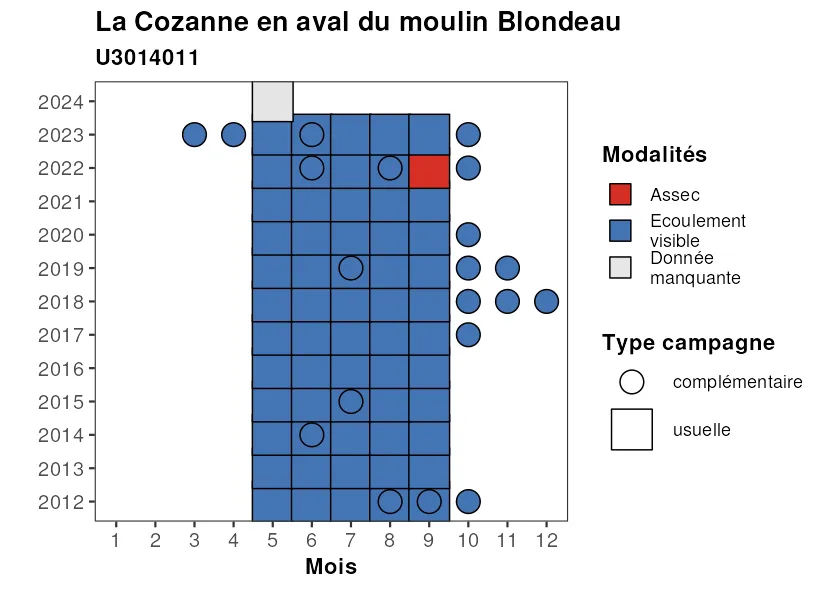 La Cozanne en aval du moulin Blondeau
U3014011
2024
2023
2022
2021
2020
2019
2018
2017
2016
2015
2014
2013
2012
1 2 3 4 5 6 7 8 9 10 11 12
Mois
Modalités
Assec
Ecoulement
visible
Donnée
manquante
Type campagne
complémentaire
usuelle